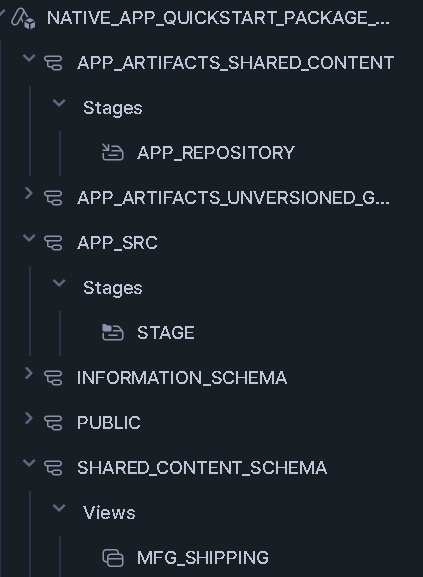 NATIVE_APP_QUICKSTART_PACKAGE_...
APP_ARTIFACTS_SHARED_CONTENT
Stages
APP_REPOSITORY
APP_ARTIFACTS_UNVERSIONED_G...
APP_SRC
Stages
STAGE
INFORMATION_SCHEMA
PUBLIC
SHARED_CONTENT_SCHEMA
Views
MFG_SHIPPING